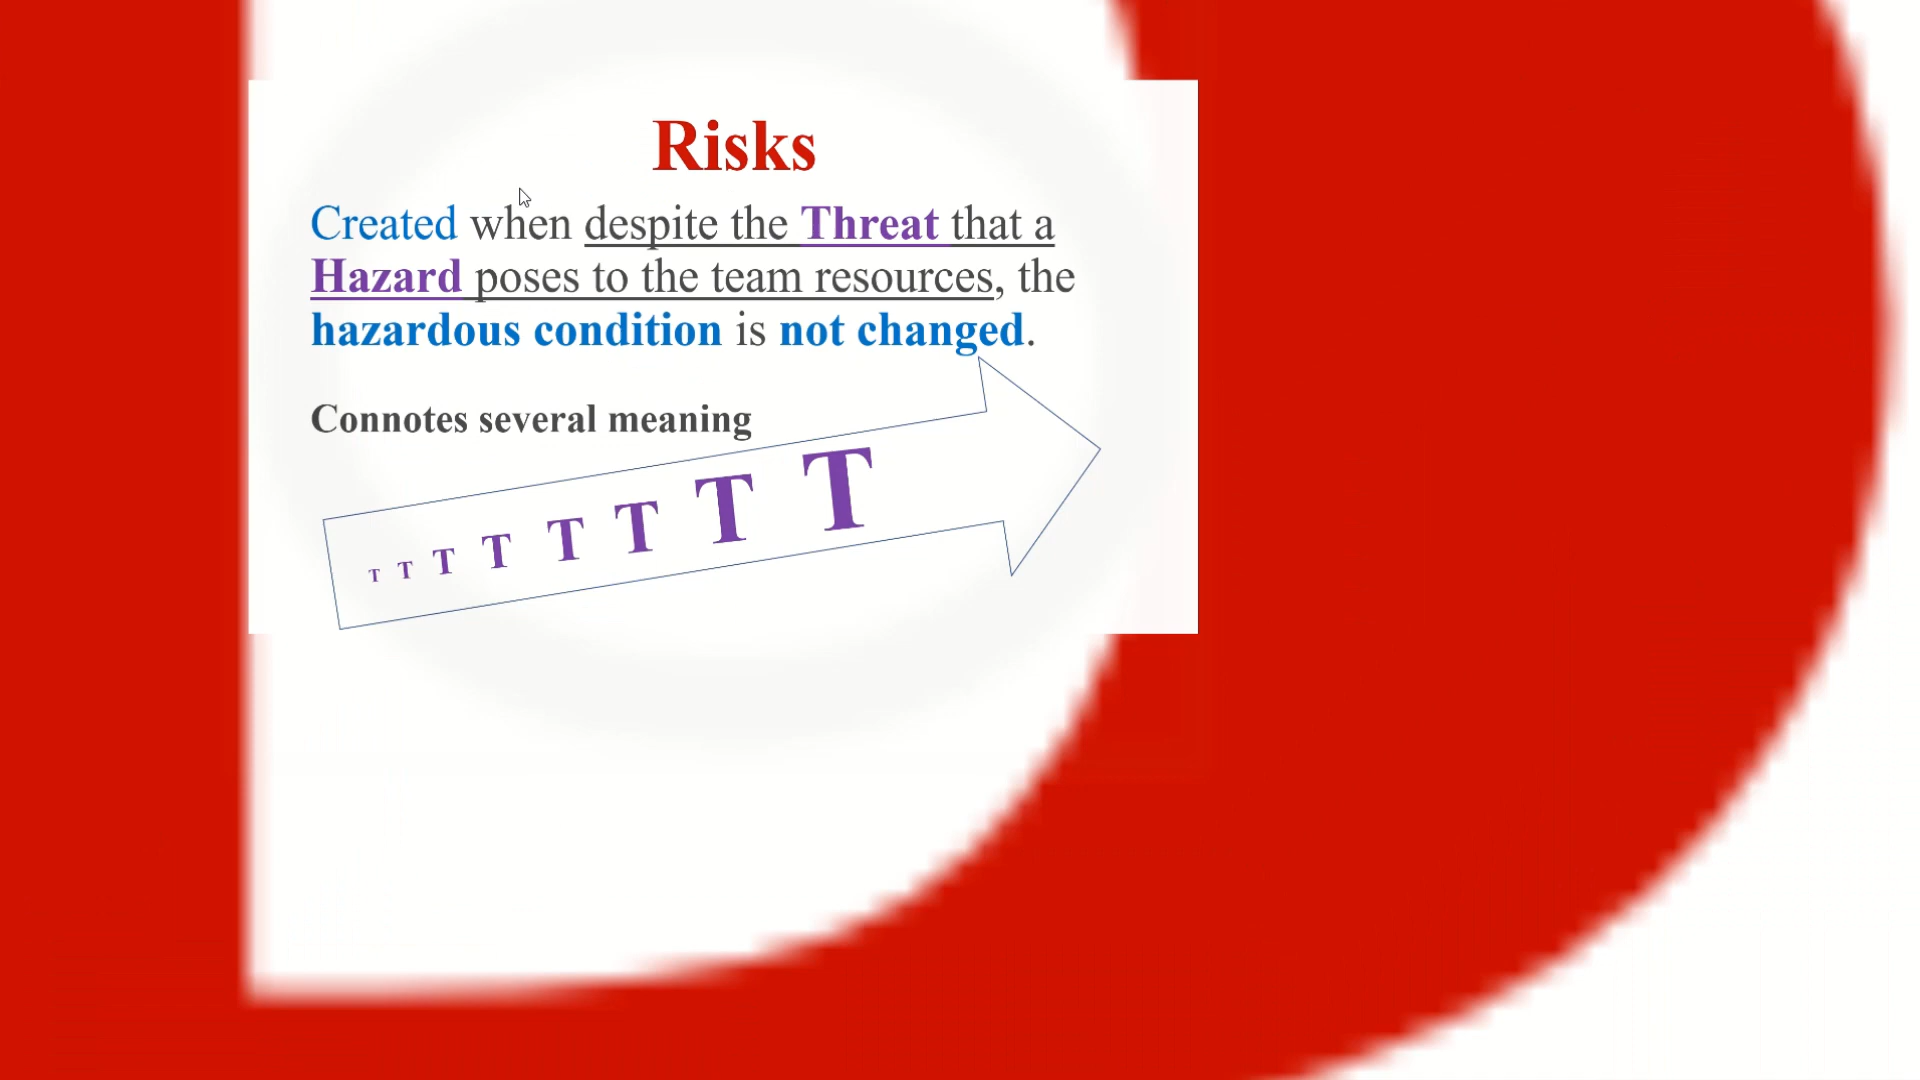 Risks
Created when despite the Threat that a
Hazard poses to the team resources, the
hazardous condition is not changed.
Connotes several meaning
T T T T T T T T